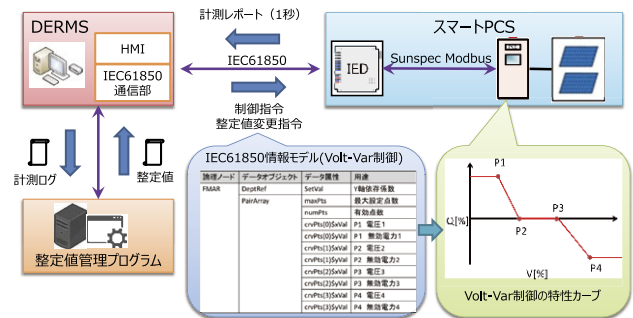 DERMS
HMI
IEC61850
通信部
計測レポート（1秒）
IEC61850
制御指令
整定値変更指令
スマートPCS
IED
Sunspec Modbus
計測ログ
整定値
整定値管理プログラム
IEC61850情報モデル(Volt-Var制御)
論理ノード データオブジェクト データ属性 用途
FMAR DeptRef SetVal Y軸依存係数
PairArray maxPts 最大設定点数
numPts 有効点数
crvPts(0)$xVal P1 電圧1
crvPts(0)$yVal P1 無効電力1
crvPts(1)$xVal P2 電圧2
crvPts(1)$yVal P2 無効電力2
crvPts(2)$xVal P3 電圧3
crvPts(2)$yVal P3 無効電力3
crvPts(3)$xVal P4 電圧4
crvPts(3)$yVal P4 無効電力4
P1
P3
Q[%]
P2
P4
V[%]
Volt-Var制御の特性カーブ